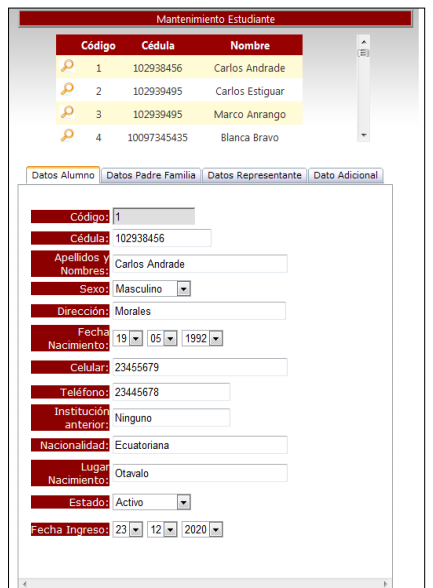 Mantenimiento Estudiante
Código Cédula Nombre
1 102938456 Carlos Andrade
2 102939495 Carlos Estiguar
3 102939495 Marco Anrango
4 10097345435 Blanca Bravo
Datos Alumno Datos Padre Familia Datos Representante Dato Adicional
Código: 1
Cédula: 102938456
Apellidos y
Nombres: Carlos Andrade
Sexo: Masculino
Dirección: Morales
Fecha
Nacimiento: 19 05 1992
Celular: 23455679
Teléfono: 23445678
Institución
anterior: Ninguno
Nacionalidad: Ecuatoriana
Lugar
Nacimiento: Otavalo
Estado: Activo
Fecha Ingreso: 23 12 2020